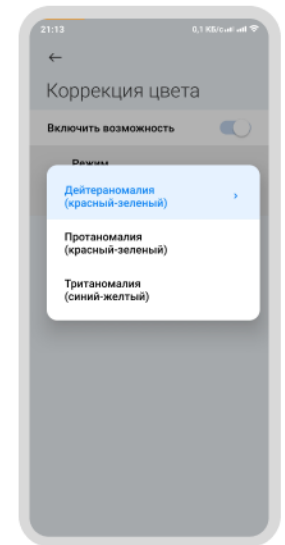 21:13 0,1 КБ/с
←
Коррекция цвета
Включить возможность
Режим
Дейтераномалия
(красный-зеленый)
Протаномалия
(красный-зеленый)
Тританомалия
(синий-желтый)